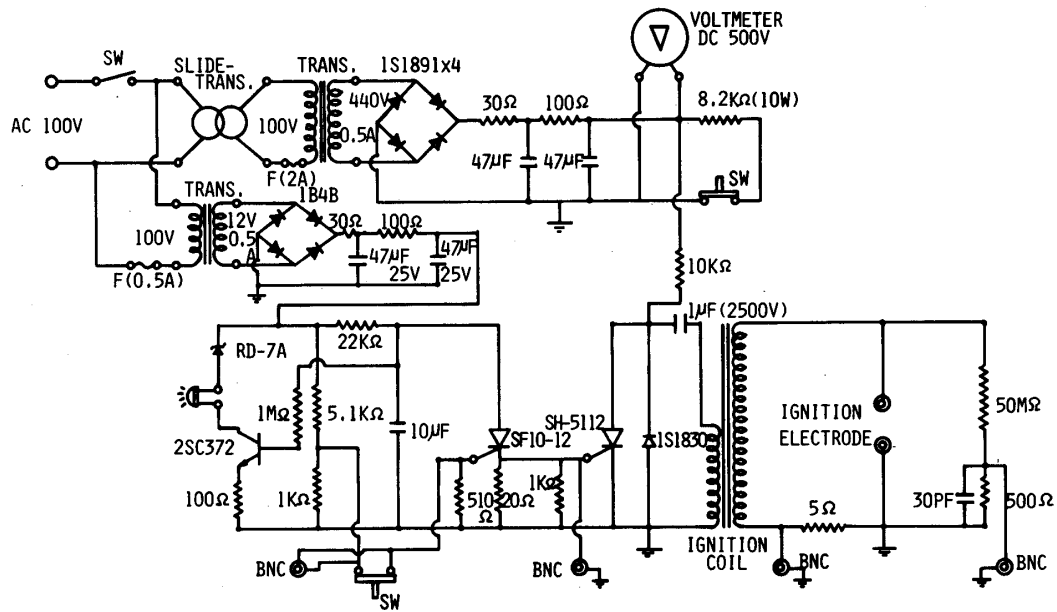 VOLTMETER
DC 500V
SW
SLIDE-
TRANS.
TRANS.
1S1891x4
440V
0.5A
30Ω
100Ω
8.2KΩ(10W)
AC 100V
100V
47µF
47µF
F(2A)
SW
TRANS.
1B4B
12V
0.5
A
30Ω
100Ω
100V
47µF
25V
47µF
25V
F(0.5A)
10KΩ
1µF(2500V)
RD-7A
22KΩ
1MΩ
5.1KΩ
10µF
SF10-12
SH-5112
1S1830
IGNITION
ELECTRODE
50MΩ
2SC372
100Ω
1KΩ
510
Ω
20Ω
1KΩ
5Ω
30PF
500Ω
IGNITION
COIL
BNC
SW
BNC
BNC
BNC